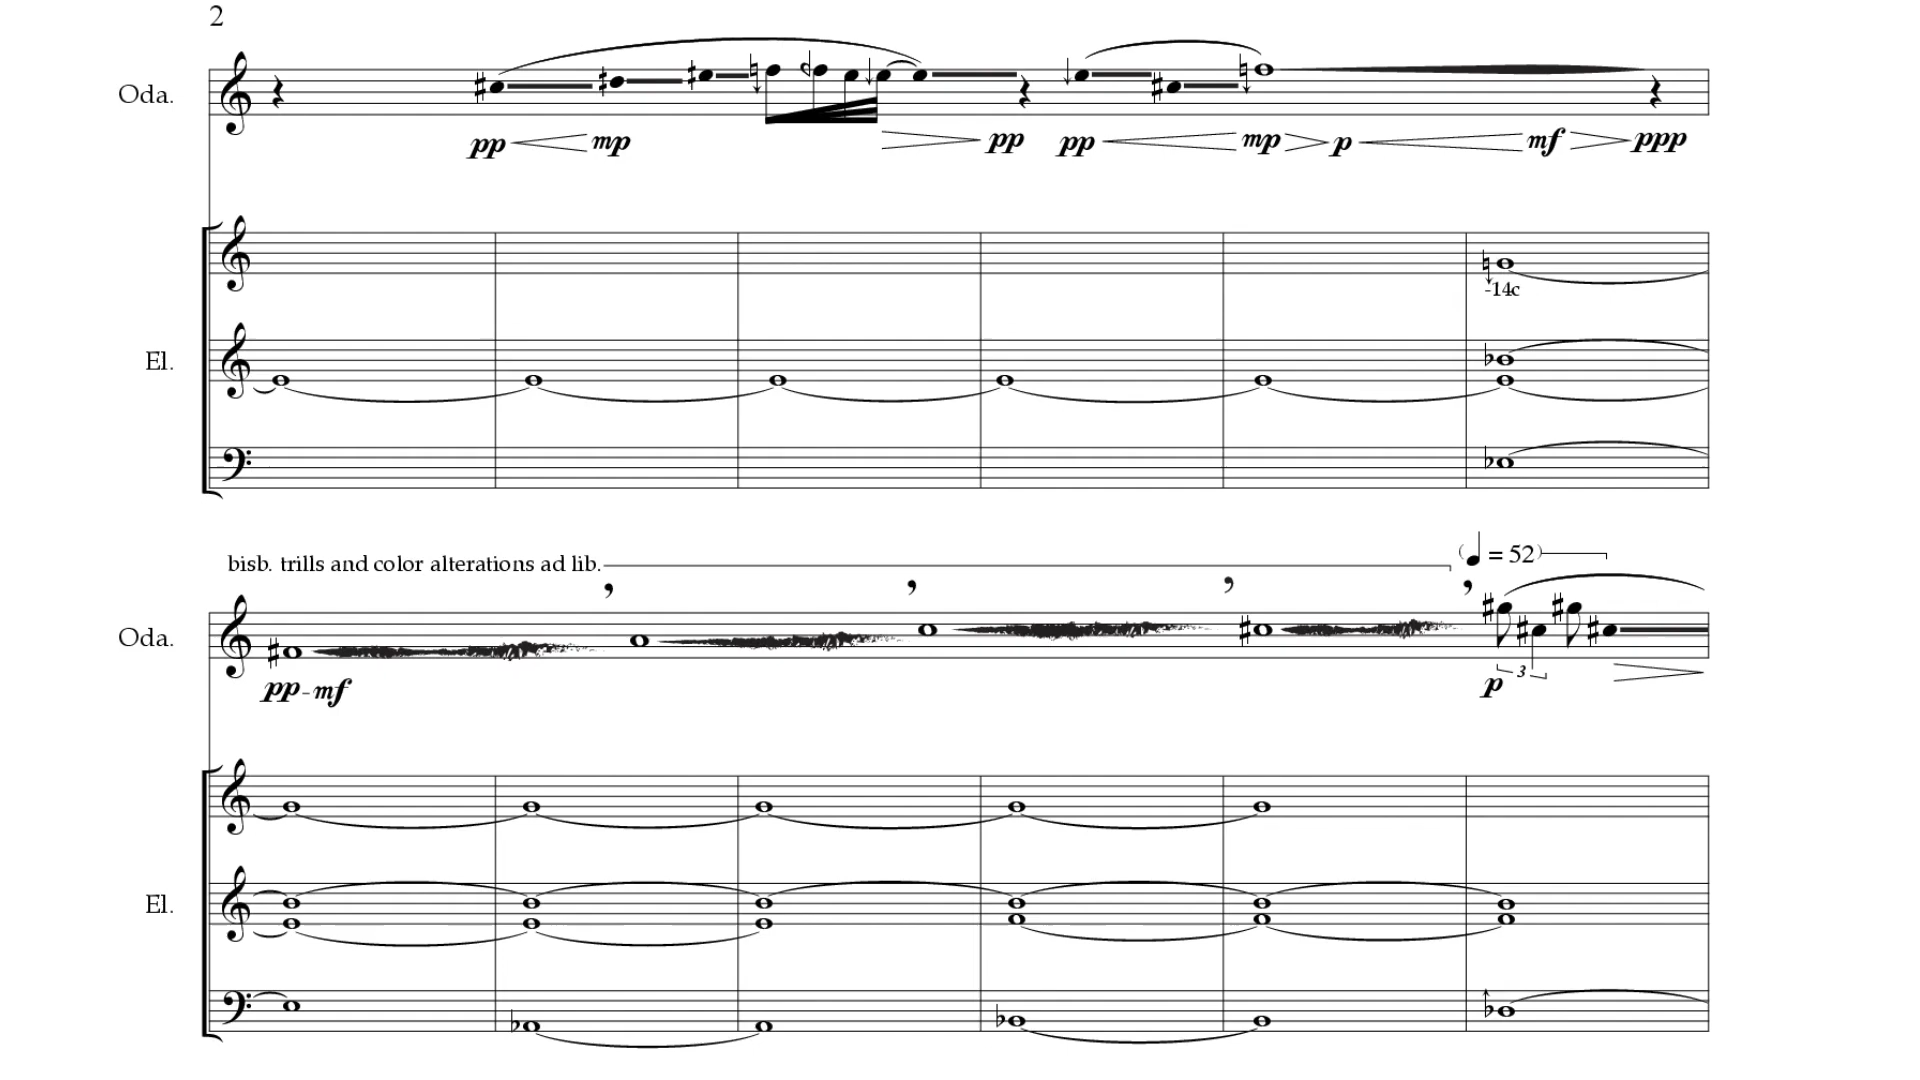 2
Oda.
pp mp pp pp mp p mf ppp
-14c
El.
bisb. trills and color alterations ad lib.
( = 52)
Oda.
pp - mf p 3
El.